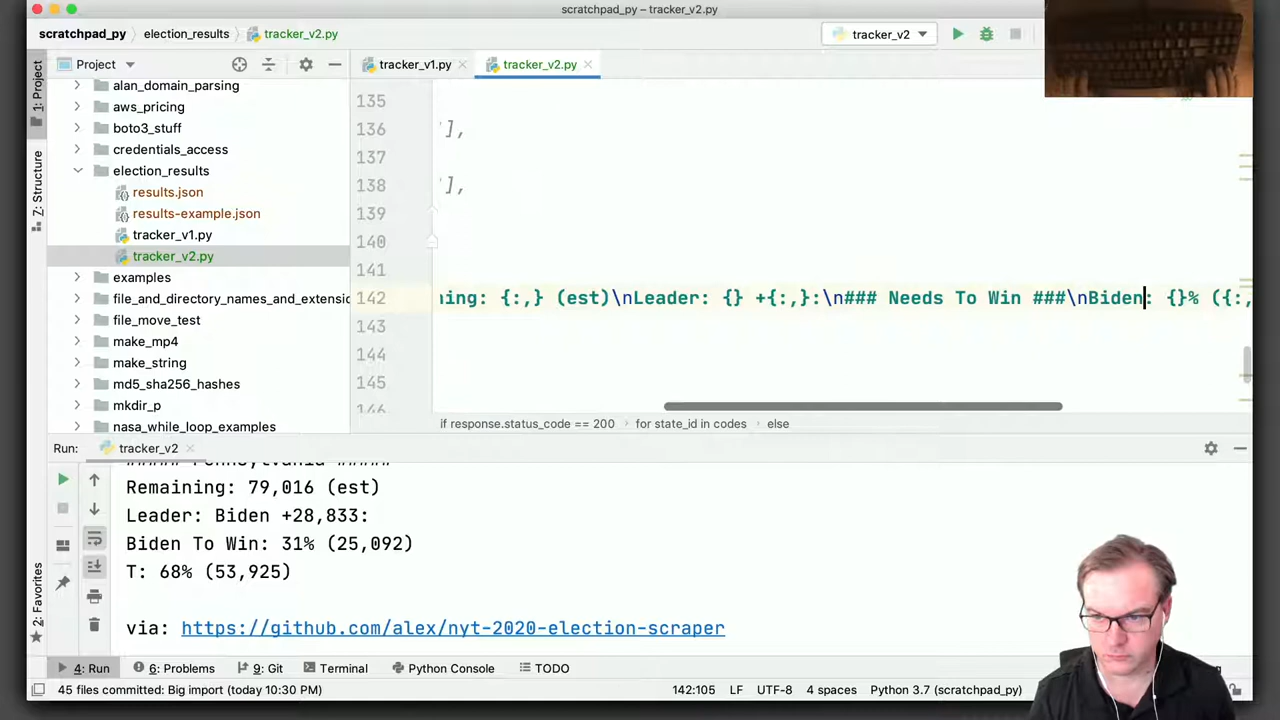 scratchpad_py – tracker_v2.py
scratchpad_py
election_results
tracker_v2.py
tracker_v2
1: Project
Project
tracker_v1.py
tracker_v2.py
alan_domain_parsing
aws_pricing
boto3_stuff
credentials_access
election_results
results.json
results-example.json
tracker_v1.py
tracker_v2.py
examples
file_and_directory_names_and_extensio
file_move_test
make_mp4
make_string
md5_sha256_hashes
mkdir_p
nasa_while_loop_examples
Z: Structure
2: Favorites
135
136 '],
137
138 '],
139
140
141
142 ning: {:,} (est)\nLeader: {} +{:,}:\n### Needs To Win ###\nBiden: {}% ({:,
143
144
145
146
if response.status_code == 200
for state_id in codes
else
Run:
tracker_v2
##### Pennsylvania #####
Remaining: 79,016 (est)
Leader: Biden +28,833:
Biden To Win: 31% (25,092)
T: 68% (53,925)
via: https://github.com/alex/nyt-2020-election-scraper
4: Run
6: Problems
9: Git
Terminal
Python Console
TODO
45 files committed: Big import (today 10:30 PM)
142:105
LF
UTF-8
4 spaces
Python 3.7 (scratchpad_py)